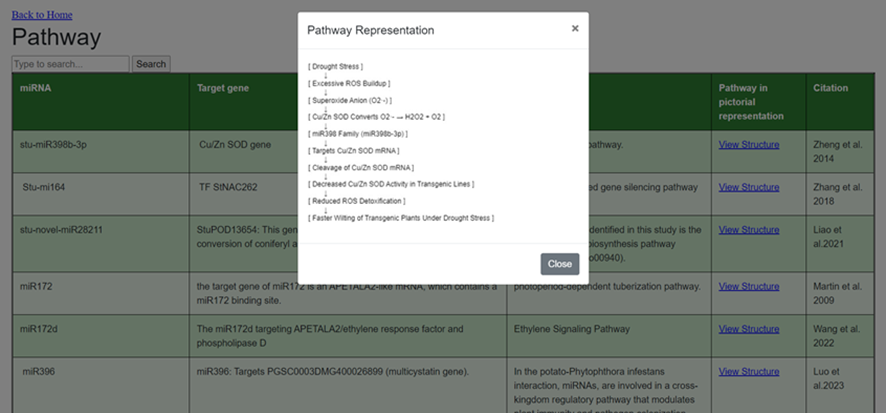 Back to Home
Pathway
Type to search...
Search
miRNA
Target gene
Pathway in
pictorial
representation
Citation
stu-miR398b-3p
Cu/Zn SOD gene
pathway.
View Structure
Zheng et al.
2014
Stu-mi164
TF StNAC262
ed gene silencing pathway
View Structure
Zhang et al.
2018
stu-novel-miR28211
StuPOD13654: This gen
conversion of coniferyl a
dentified in this study is the
biosynthesis pathway
o00940).
View Structure
Liao et
al.2021
miR172
the target gene of miR172 is an APETALA2-like mRNA, which contains a
miR172 binding site.
photoperiod-dependent tuberization pathway.
View Structure
Martin et al.
2009
miR172d
The miR172d targeting APETALA2/ethylene response factor and
phospholipase D
Ethylene Signaling Pathway
View Structure
Wang et al.
2022
miR396
miR396: Targets PGSC0003DMG400026899 (multicystatin gene).
In the potato-Phytophthora infestans
interaction, miRNAs, are involved in a cross-
kingdom regulatory pathway that modulates
View Structure
Luo et
al.2023
Pathway Representation
×
[ Drought Stress ]
↓
[ Excessive ROS Buildup ]
↓
[ Superoxide Anion (O2 -) ]
↓
[ Cu/Zn SOD Converts O2 - → H2O2 + O2 ]
↓
[ miR398 Family (miR398b-3p) ]
↓
[ Targets Cu/Zn SOD mRNA ]
↓
[ Cleavage of Cu/Zn SOD mRNA ]
↓
[ Decreased Cu/Zn SOD Activity in Transgenic Lines ]
↓
[ Reduced ROS Detoxification ]
↓
[ Faster Wilting of Transgenic Plants Under Drought Stress ]
Close